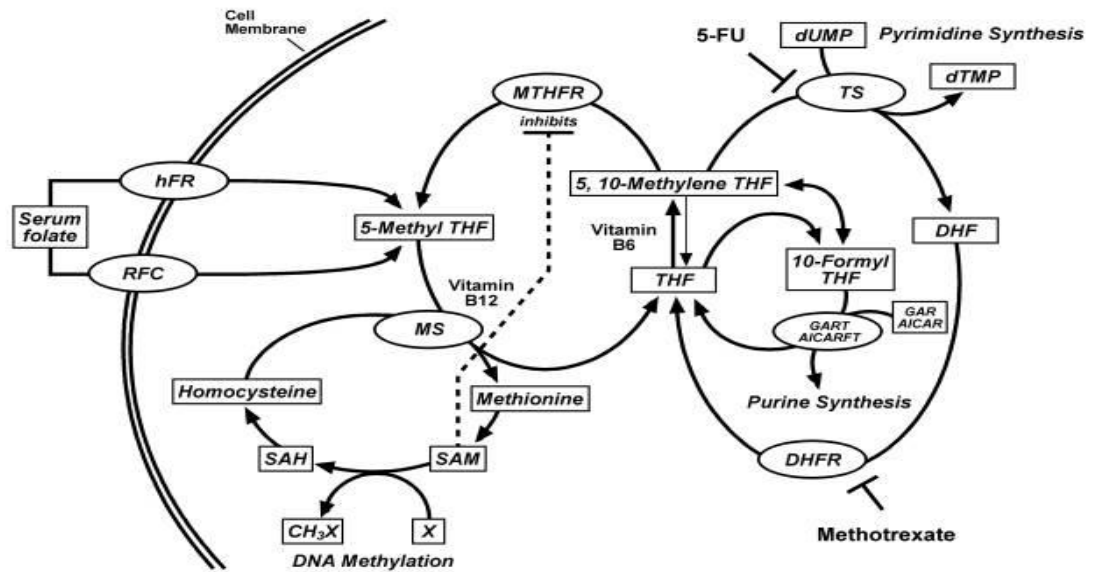 Cell
Membrane
5-FU
dUMP
Pyrimidine Synthesis
dTMP
TS
MTHFR
inhibits
hFR
5, 10-Methylene THF
Serum
folate
5-Methyl THF
Vitamin
B6
DHF
RFC
THF
10-Formyl
THF
Vitamin
B12
MS
GART
AICARFT
GAR
AICAR
Homocysteine
Methionine
Purine Synthesis
SAH
SAM
DHFR
CH₃X
X
Methotrexate
DNA Methylation